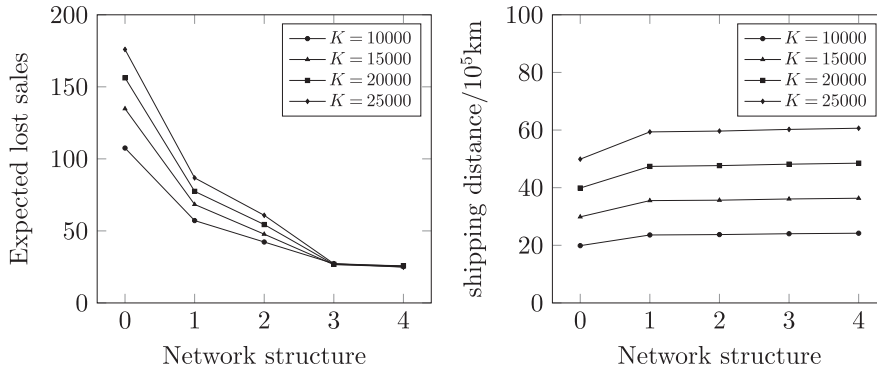 200
150
100
50
0
Expected lost sales
K = 10000
K = 15000
K = 20000
K = 25000
0 1 2 3 4
Network structure
100
80
60
40
20
0
shipping distance/10⁵km
K = 10000
K = 15000
K = 20000
K = 25000
0 1 2 3 4
Network structure